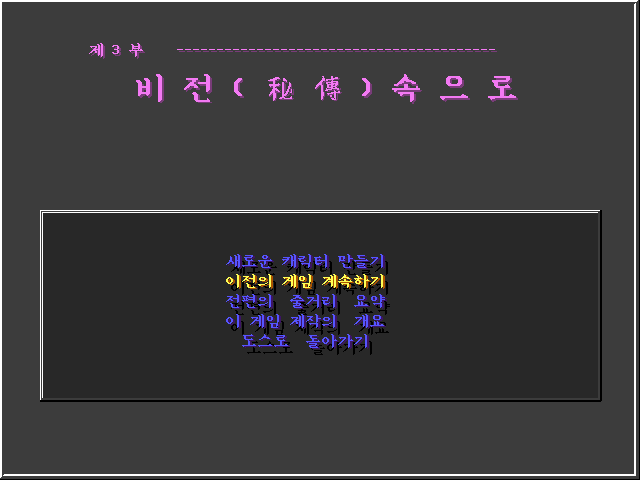 제 3 부 ----------------------------------------
비 전 ( 秘 傳 ) 속 으 로
새로운 캐릭터 만들기
이전의 게임 계속하기
전편의 줄거리 요약
이 게임 제작의 개요
도스로 돌아가기